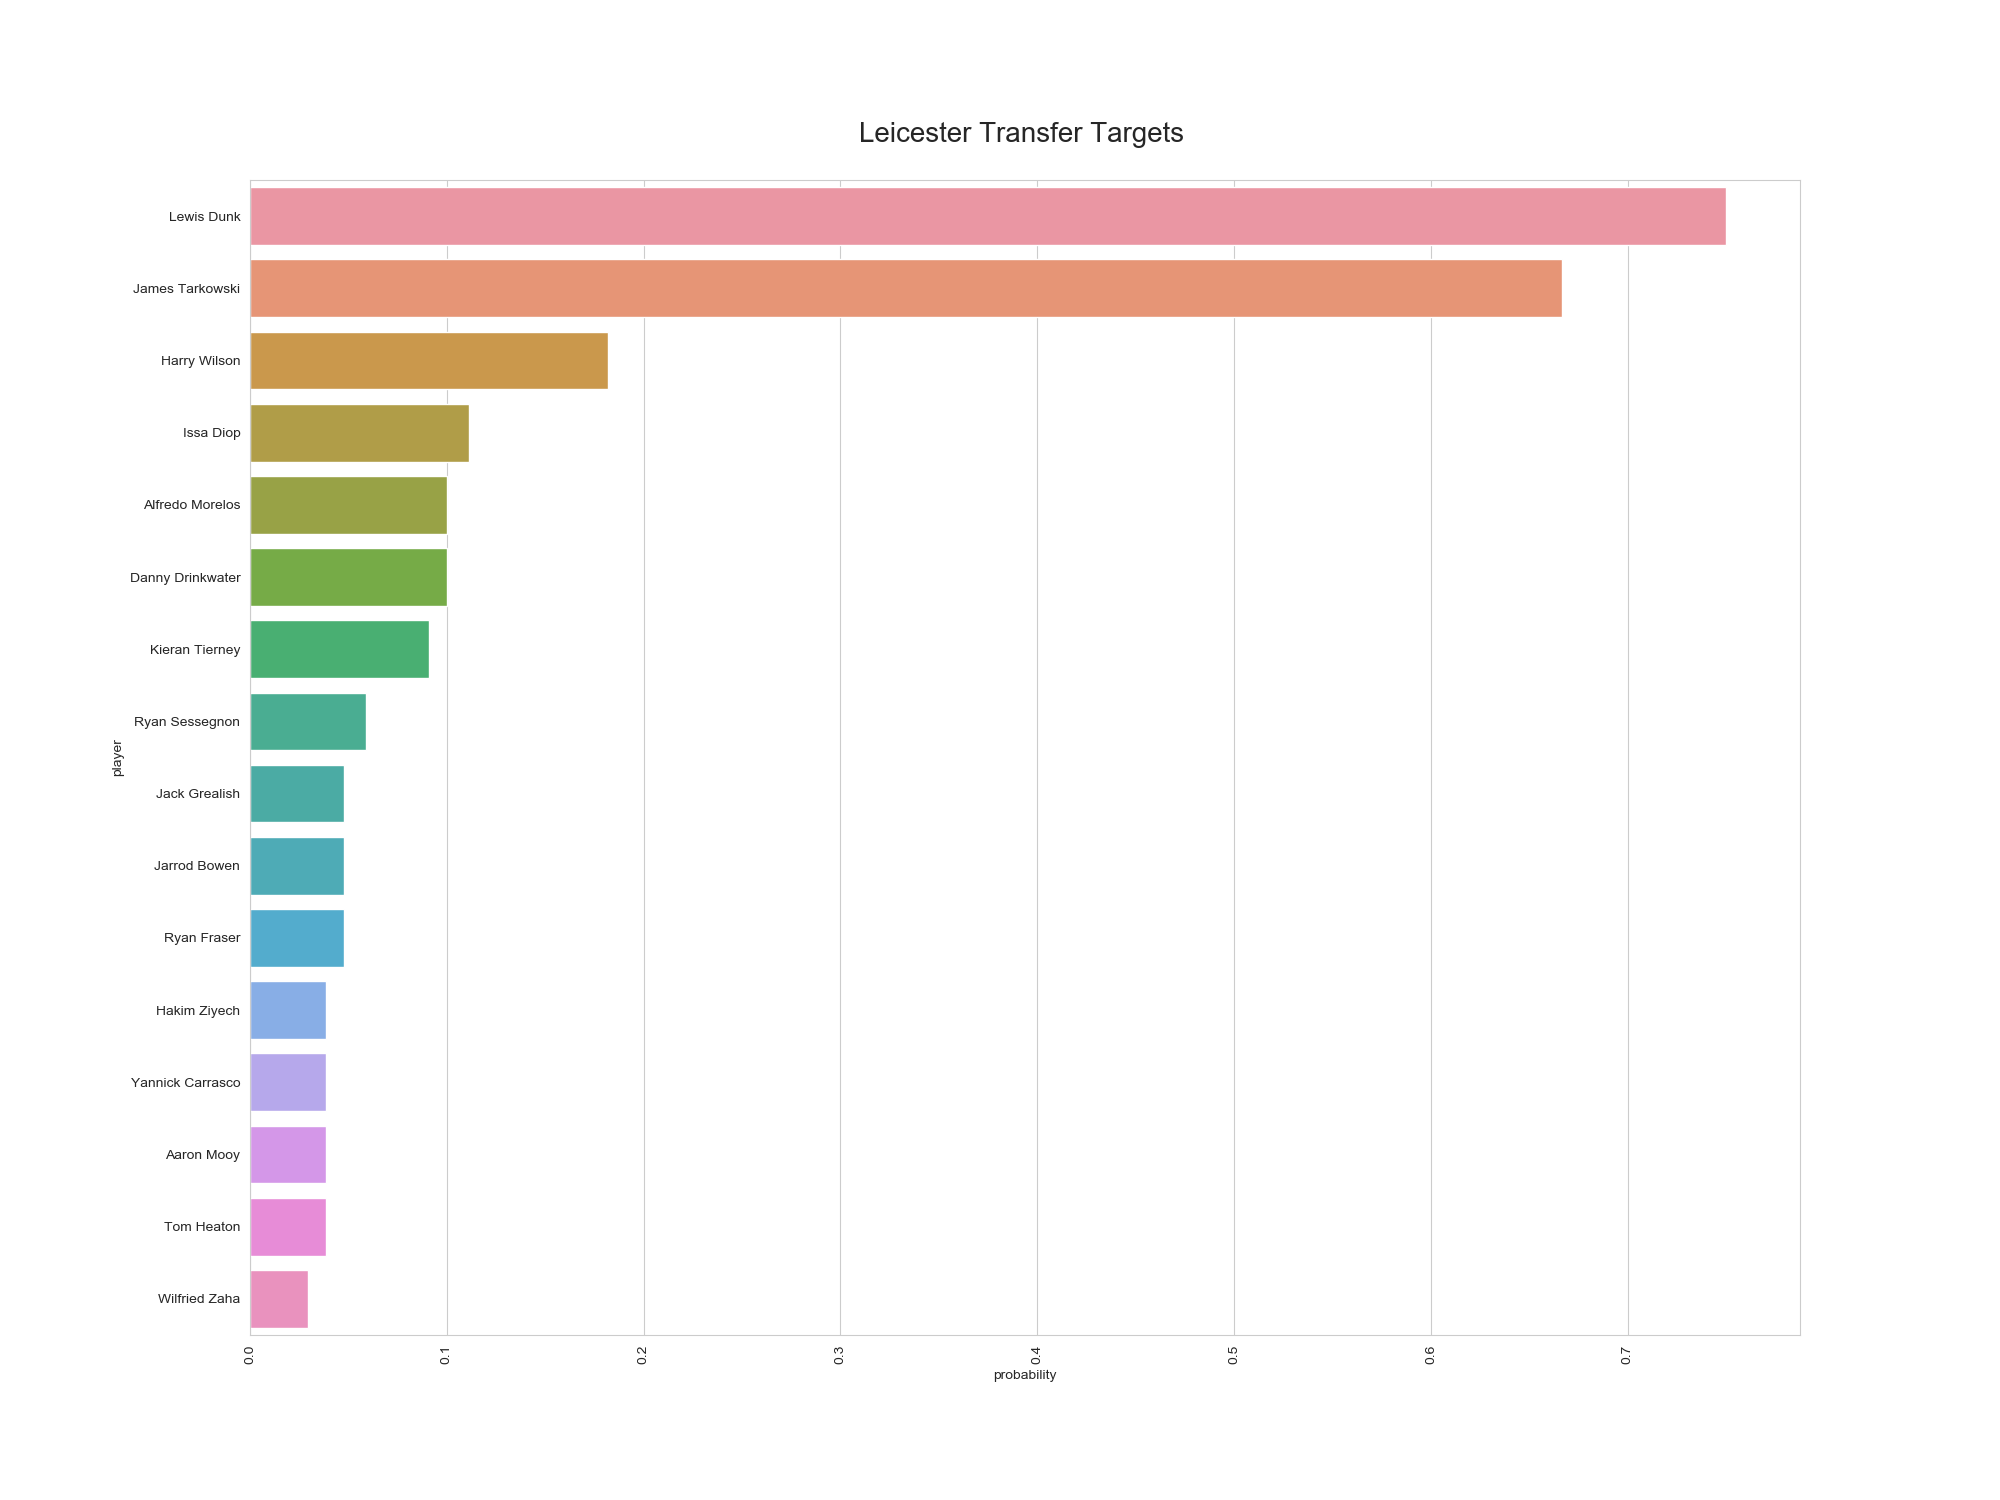 Leicester Transfer Targets
Lewis Dunk
James Tarkowski
Harry Wilson
Issa Diop
Alfredo Morelos
Danny Drinkwater
Kieran Tierney
Ryan Sessegnon
player
Jack Grealish
Jarrod Bowen
Ryan Fraser
Hakim Ziyech
Yannick Carrasco
Aaron Mooy
Tom Heaton
Wilfried Zaha
0.0 0.1 0.2 0.3 0.4 0.5 0.6 0.7
probability